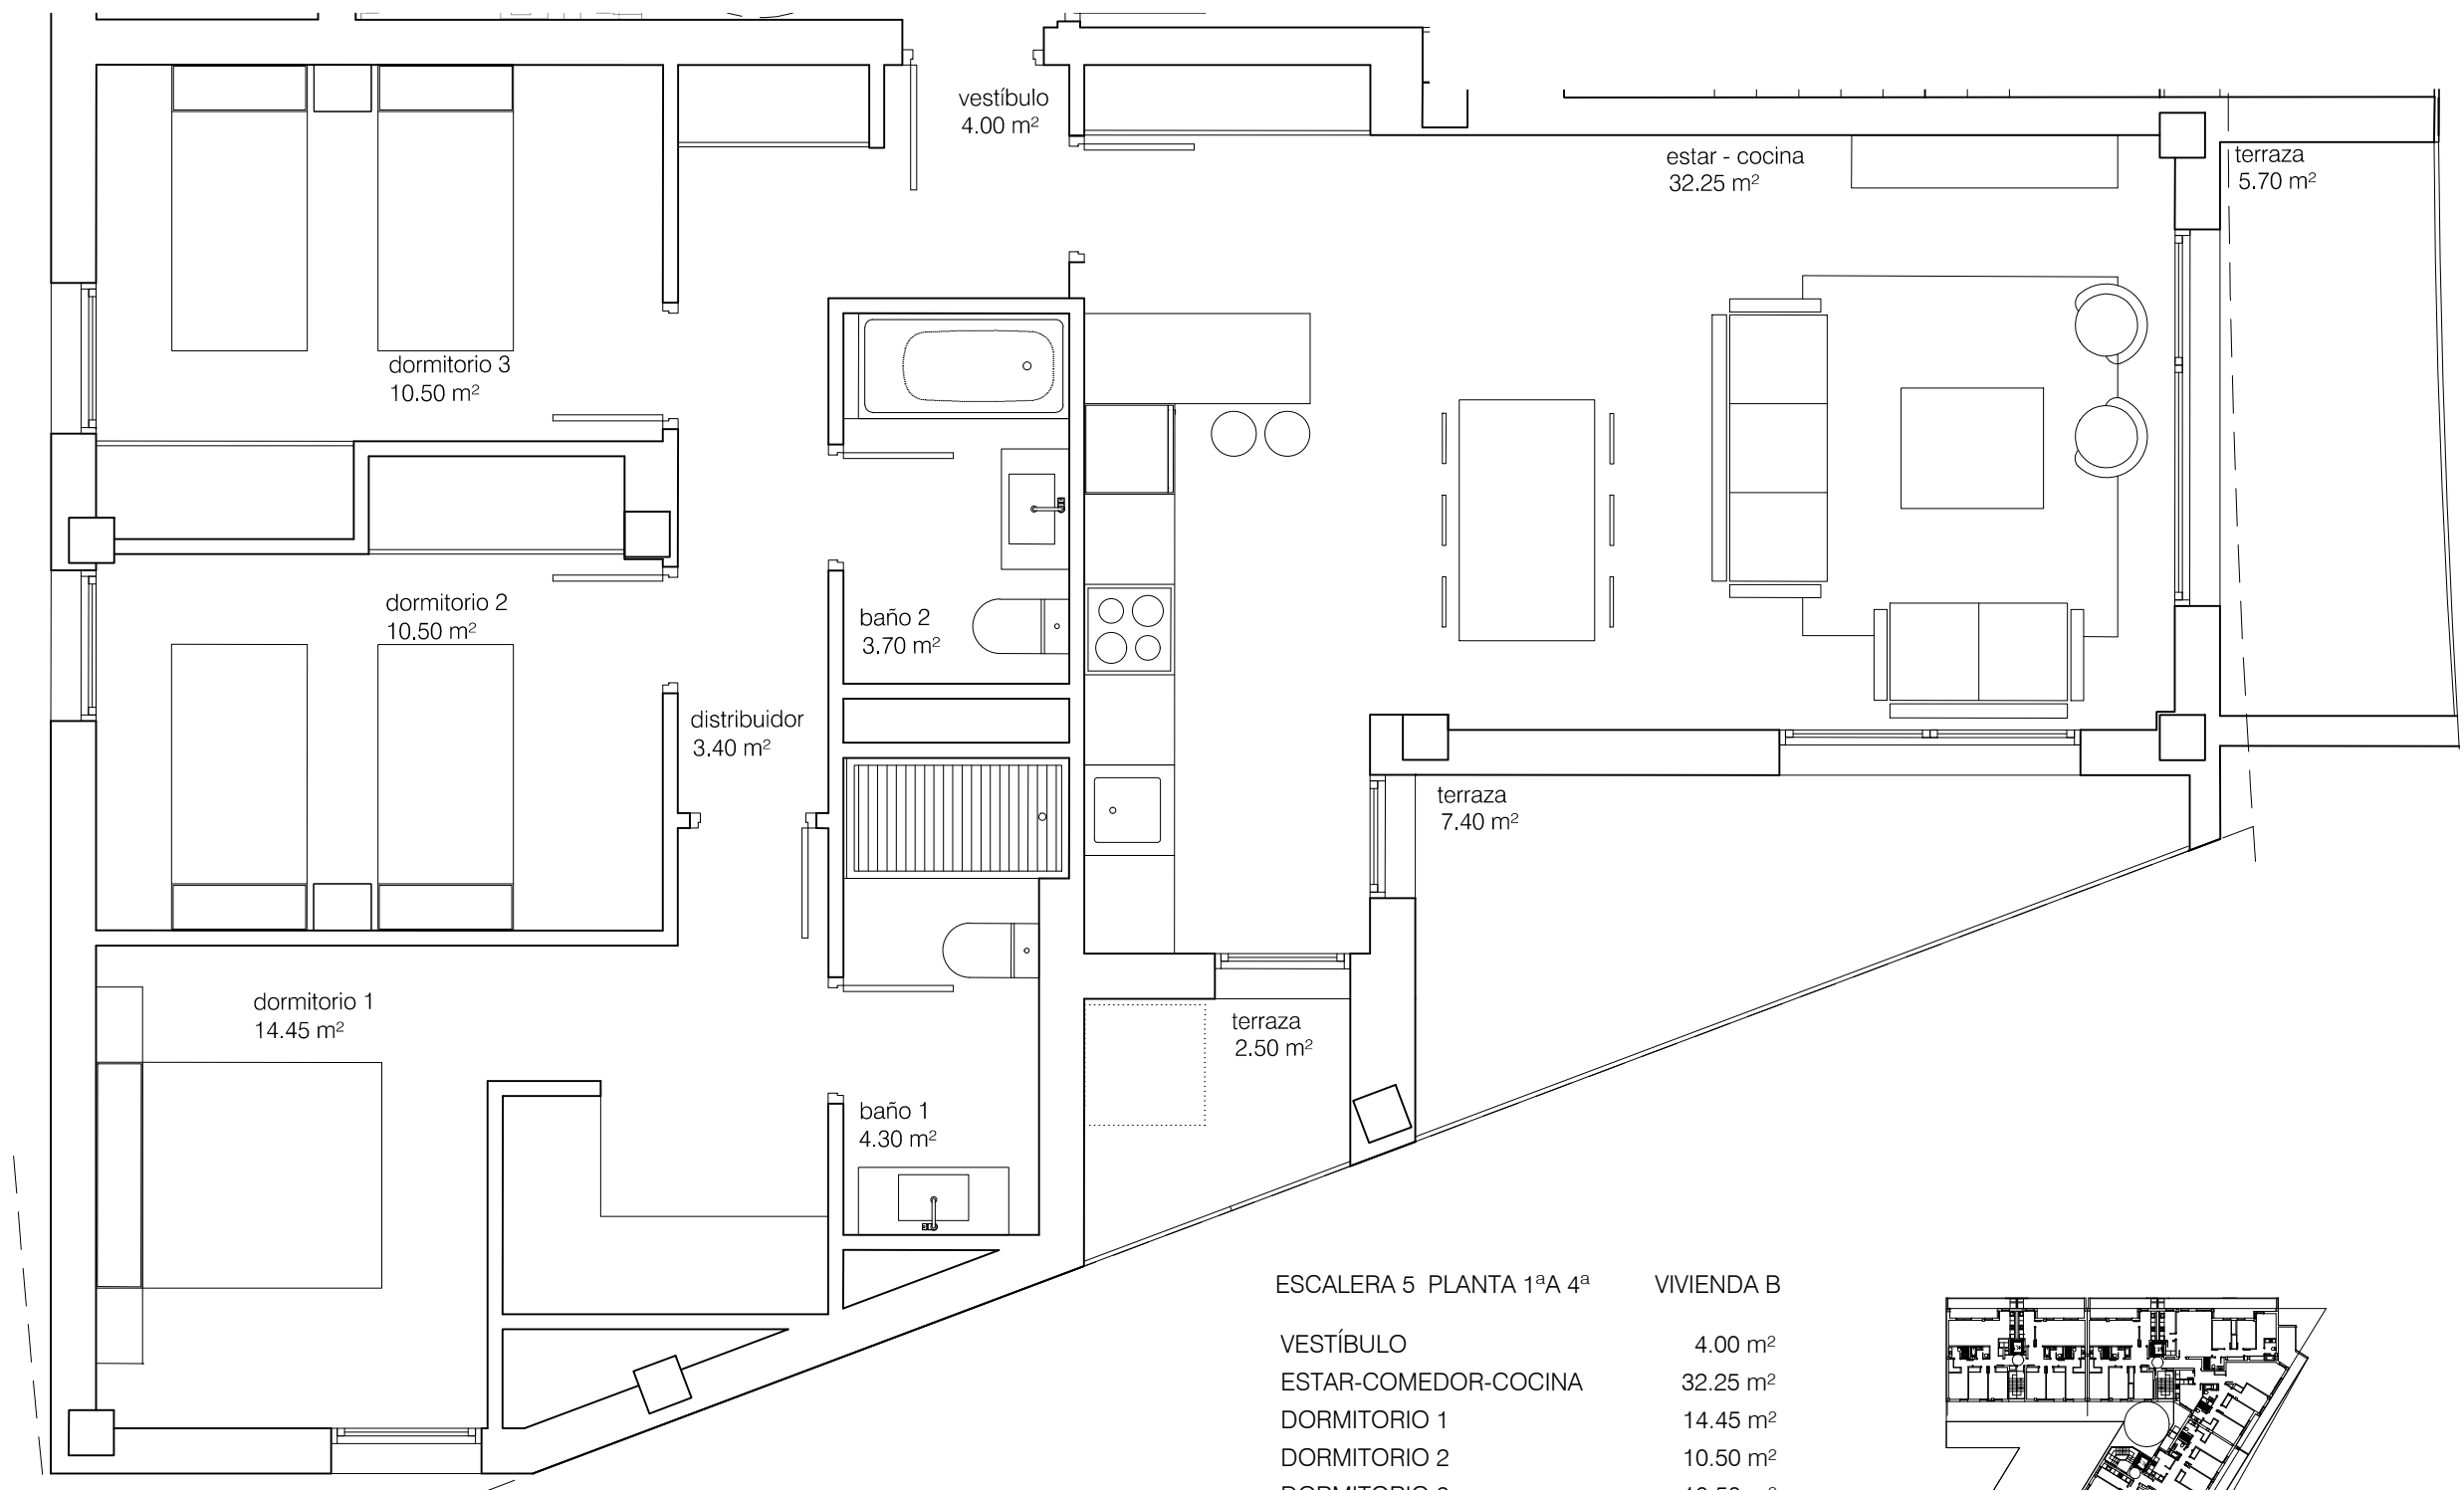 vestíbulo
4.00 m²
estar - cocina
32.25 m²
terraza
5.70 m²
dormitorio 3
10.50 m²
dormitorio 2
10.50 m²
baño 2
3.70 m²
distribuidor
3.40 m²
terraza
7.40 m²
dormitorio 1
14.45 m²
terraza
2.50 m²
baño 1
4.30 m²
ESCALERA 5 PLANTA 1ªA 4ª VIVIENDA B
VESTÍBULO 4.00 m²
ESTAR-COMEDOR-COCINA 32.25 m²
DORMITORIO 1 14.45 m²
DORMITORIO 2 10.50 m²